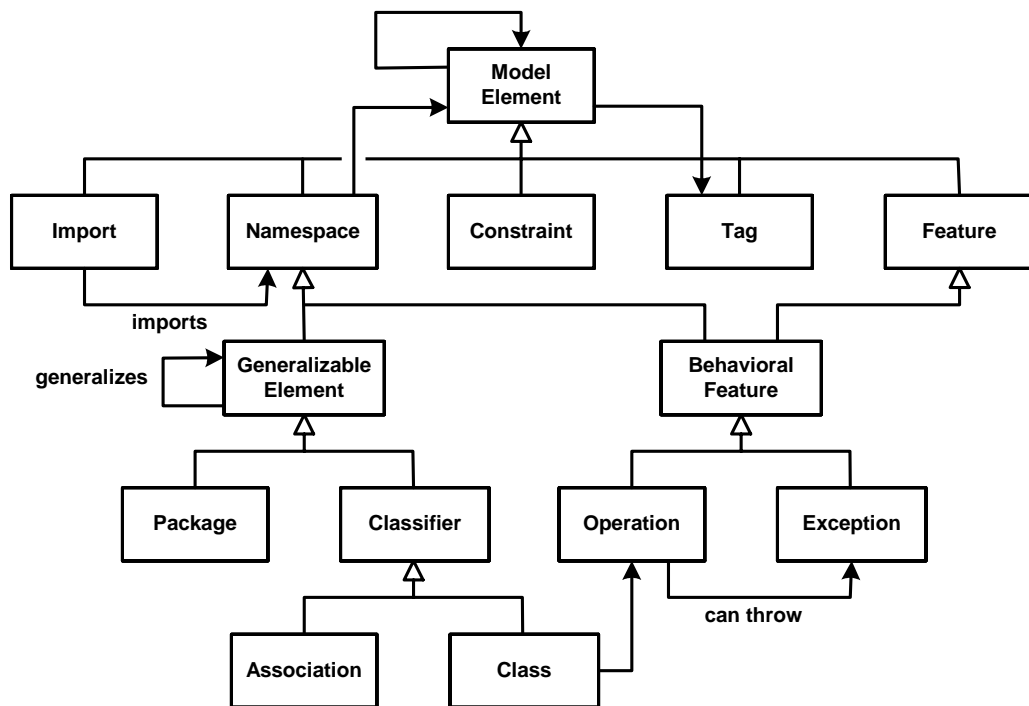 Model
Element
Import
Namespace
Constraint
Tag
Feature
imports
generalizes
Generalizable
Element
Behavioral
Feature
Package
Classifier
Operation
Exception
can throw
Association
Class